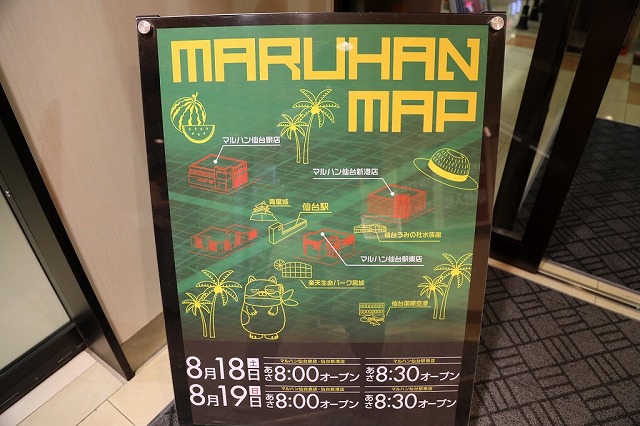 MARUHAN
MAP
マルハン仙台泉店
マルハン仙台新港店
青葉城
仙台駅
仙台うみの杜水族館
マルハン仙台駅東店
楽天生命パーク宮城
仙台国際空港
マルハン仙台泉店・仙台新港店 マルハン仙台駅東店
8月18日土 あさ8:00オープン あさ8:30オープン
マルハン仙台泉店・仙台新港店 マルハン仙台駅東店
8月19日日 あさ8:00オープン あさ8:30オープン